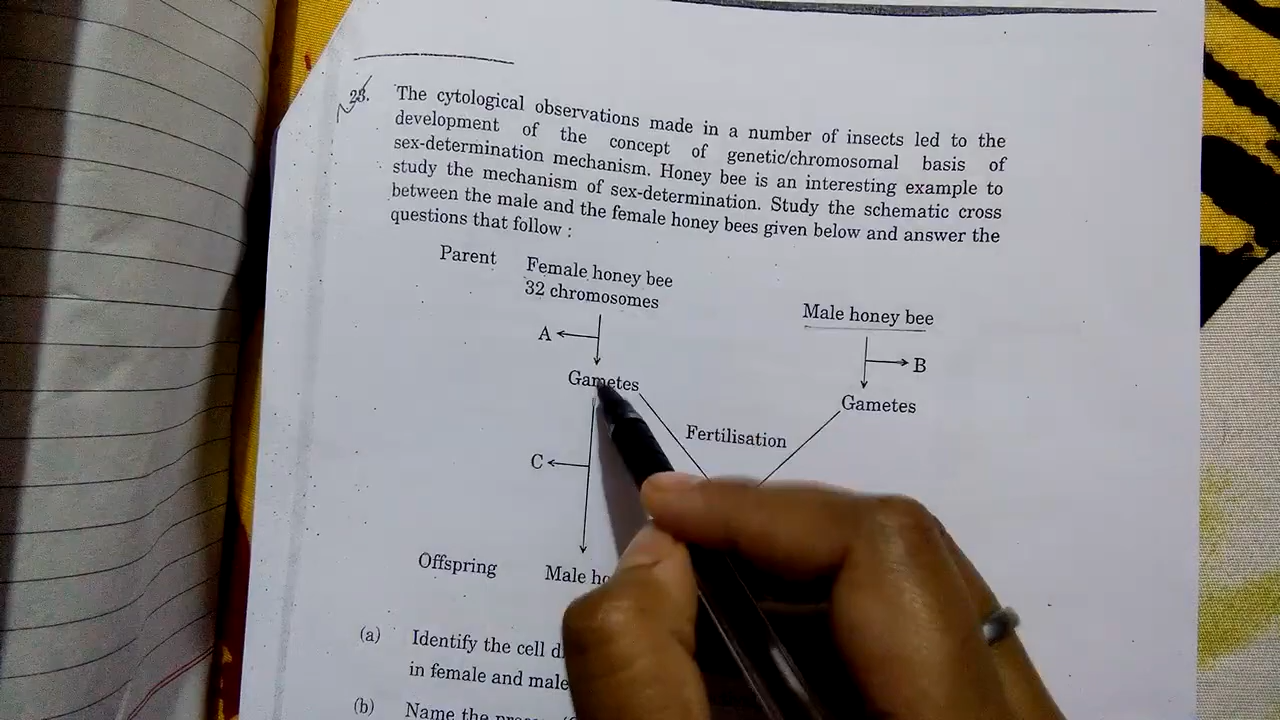 23. The cytological observations made in a number of insects led to the
development of the concept of genetic/chromosomal basis of
sex-determination mechanism. Honey bee is an interesting example to
study the mechanism of sex-determination. Study the schematic cross
between the male and the female honey bees given below and answer the
questions that follow :
Parent Female honey bee
32 chromosomes
Male honey bee
A
B
Gametes
Gametes
Fertilisation
C
Offspring Male
(a) Identify the cell
in female and male
(b) Name the